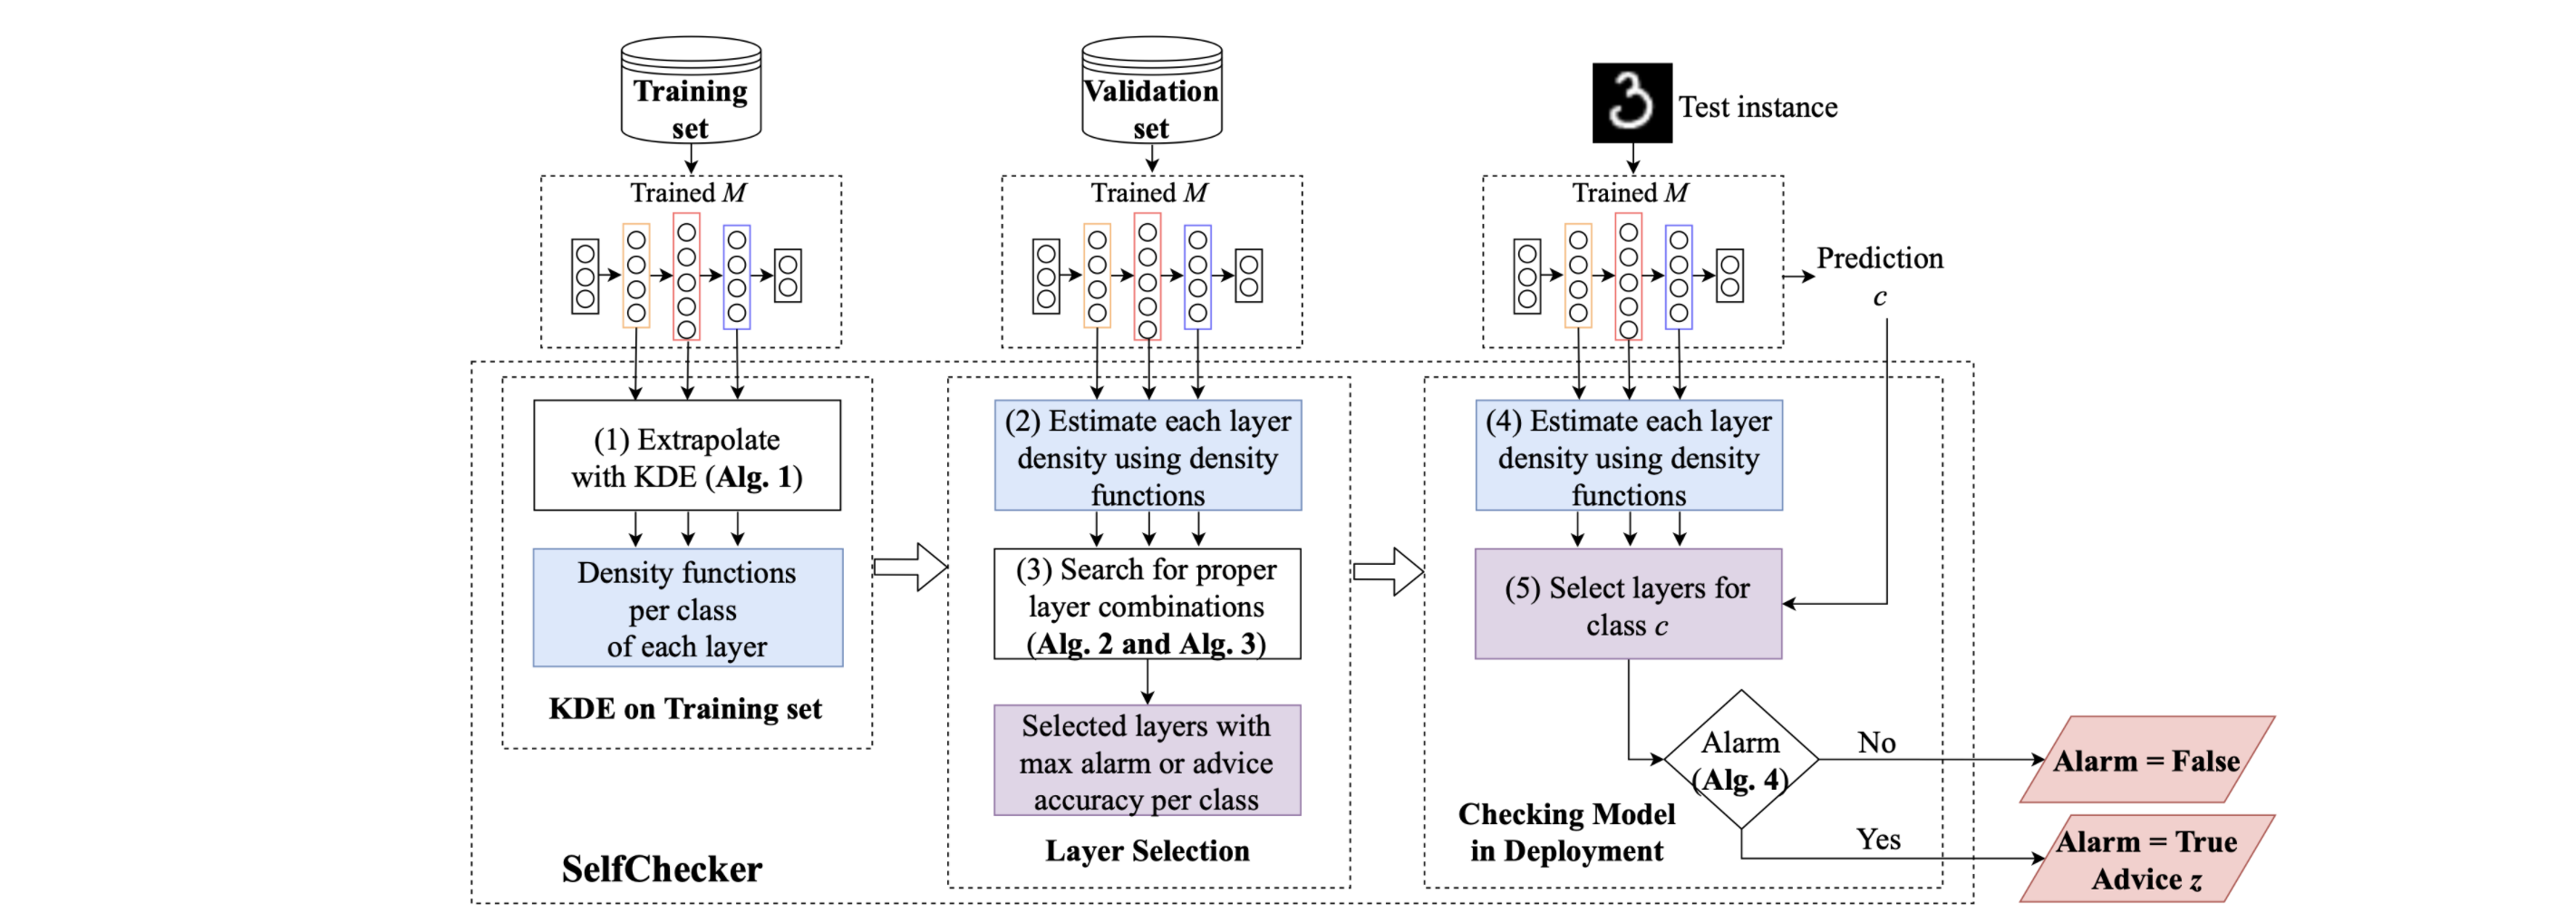 Training
set
Trained M
(1) Extrapolate
with KDE (Alg. 1)
Density functions
per class
of each layer
KDE on Training set
SelfChecker
Validation
set
Trained M
(2) Estimate each layer
density using density
functions
(3) Search for proper
layer combinations
(Alg. 2 and Alg. 3)
Selected layers with
max alarm or advice
accuracy per class
Layer Selection
3
Test instance
Trained M
Prediction
c
(4) Estimate each layer
density using density
functions
(5) Select layers for
class c
Alarm
(Alg. 4)
Checking Model
in Deployment
No
Alarm = False
Yes
Alarm = True
Advice z